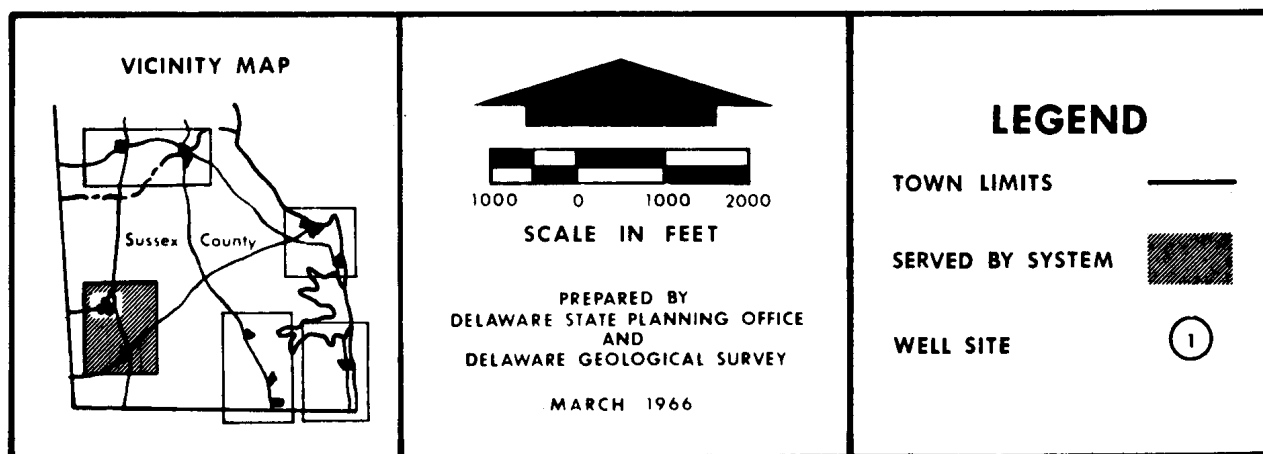 VICINITY MAP
Sussex County
1000 0 1000 2000
SCALE IN FEET
PREPARED BY
DELAWARE STATE PLANNING OFFICE
AND
DELAWARE GEOLOGICAL SURVEY
MARCH 1966
LEGEND
TOWN LIMITS
SERVED BY SYSTEM
WELL SITE 1